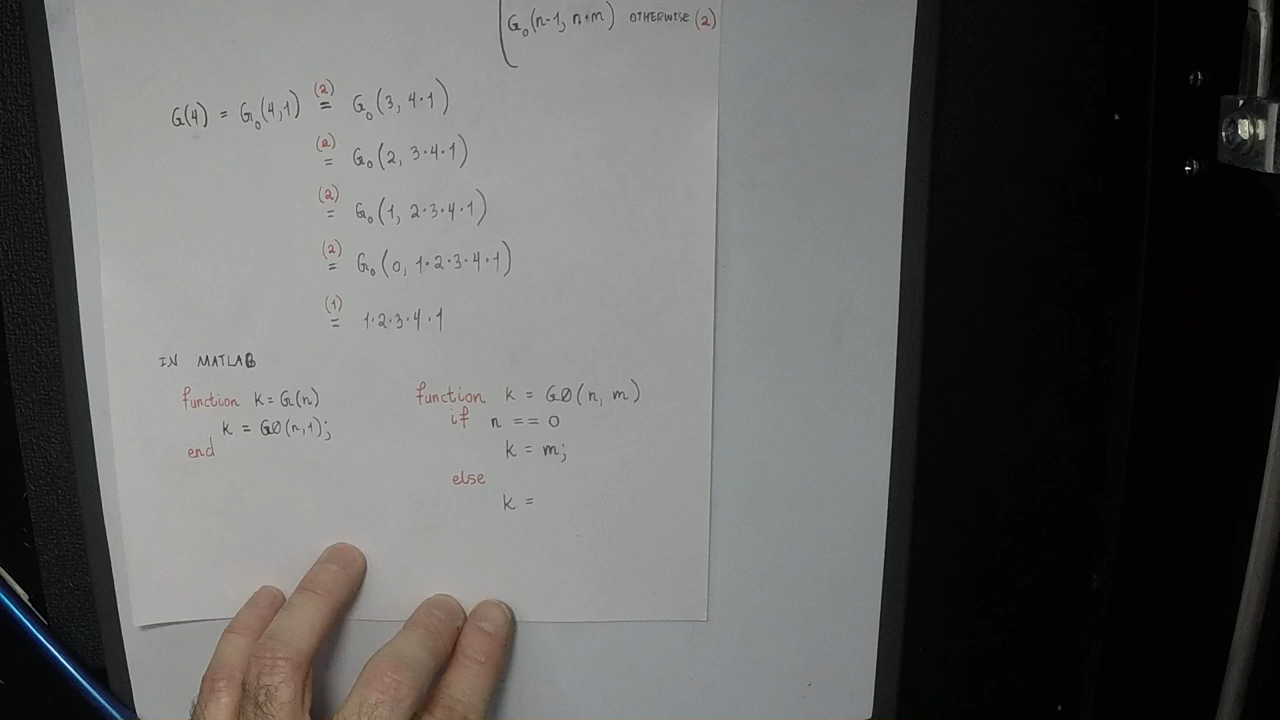 G₀(n-1, n·m) OTHERWISE (2)
G(4) = G₀(4,1) (2) = G₀(3, 4·1)
(2) = G₀(2, 3·4·1)
(2) = G₀(1, 2·3·4·1)
(2) = G₀(0, 1·2·3·4·1)
(1) = 1·2·3·4·1
IN MATLAB
function k = G(n)
k = GØ(n,1);
end
function k = GØ(n, m)
if n == 0
k = m;
else
k =